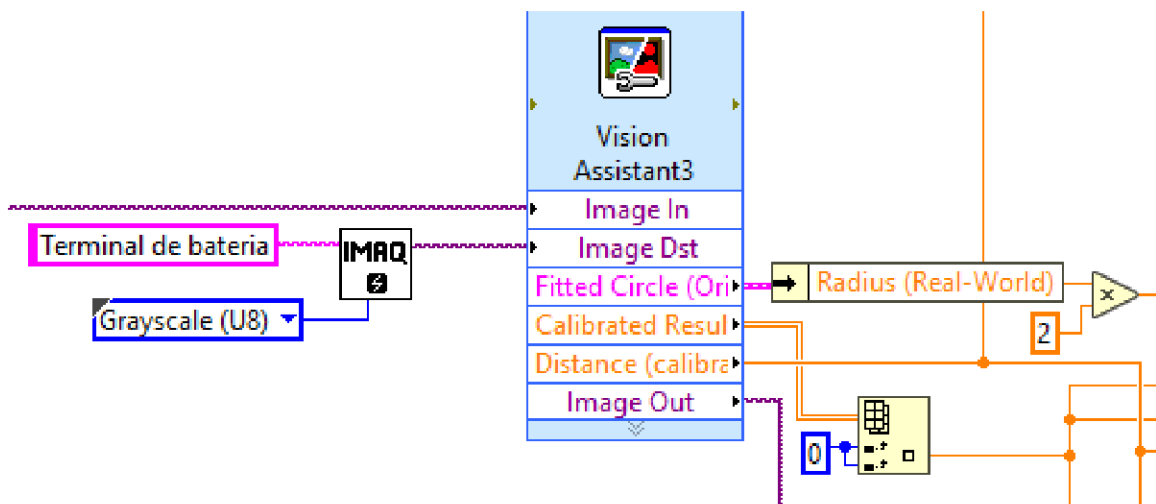 Vision
Assistant3
Image In
Terminal de bateria
IMAQ
Image Dst
Fitted Circle (Ori
Radius (Real-World)
x
Grayscale (U8)
Calibrated Resul
2
Distance (calibra
Image Out
0